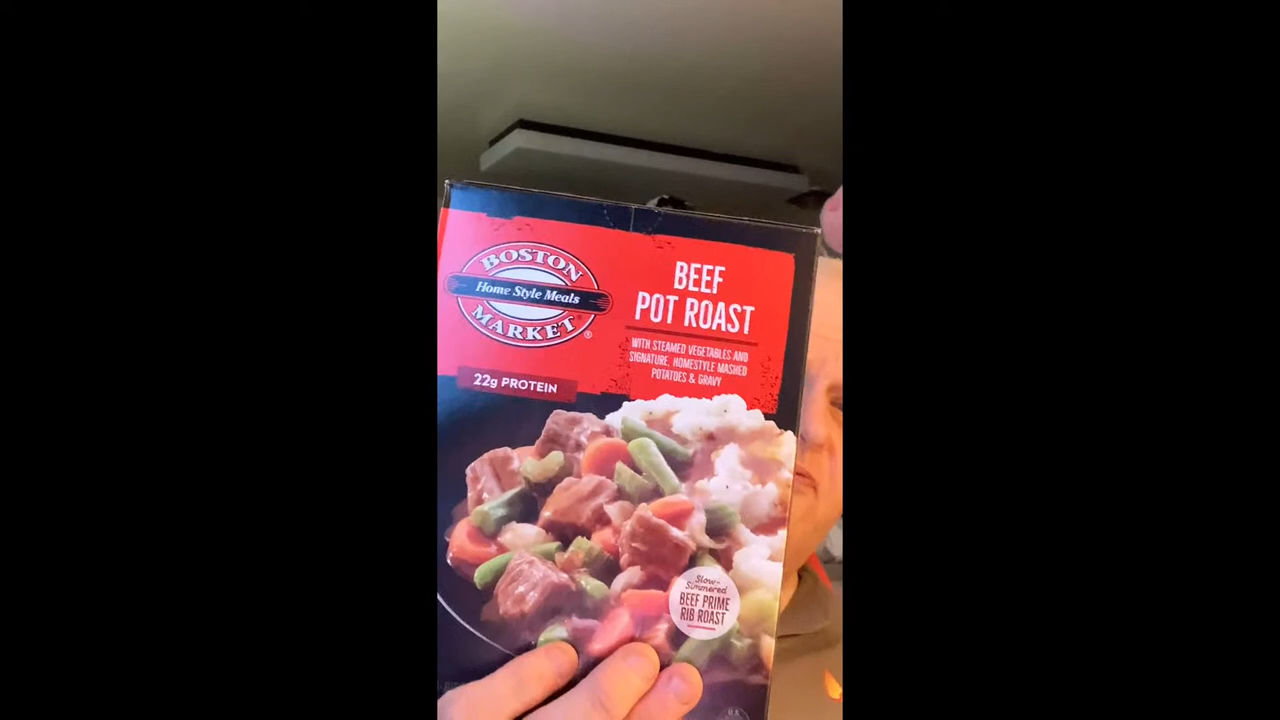 BOSTON
Home Style Meals
MARKET®
BEEF
POT ROAST
WITH STEAMED VEGETABLES AND
SIGNATURE, HOMESTYLE MASHED
POTATOES & GRAVY
22g PROTEIN
Slow-
Simmered
BEEF PRIME
RIB ROAST